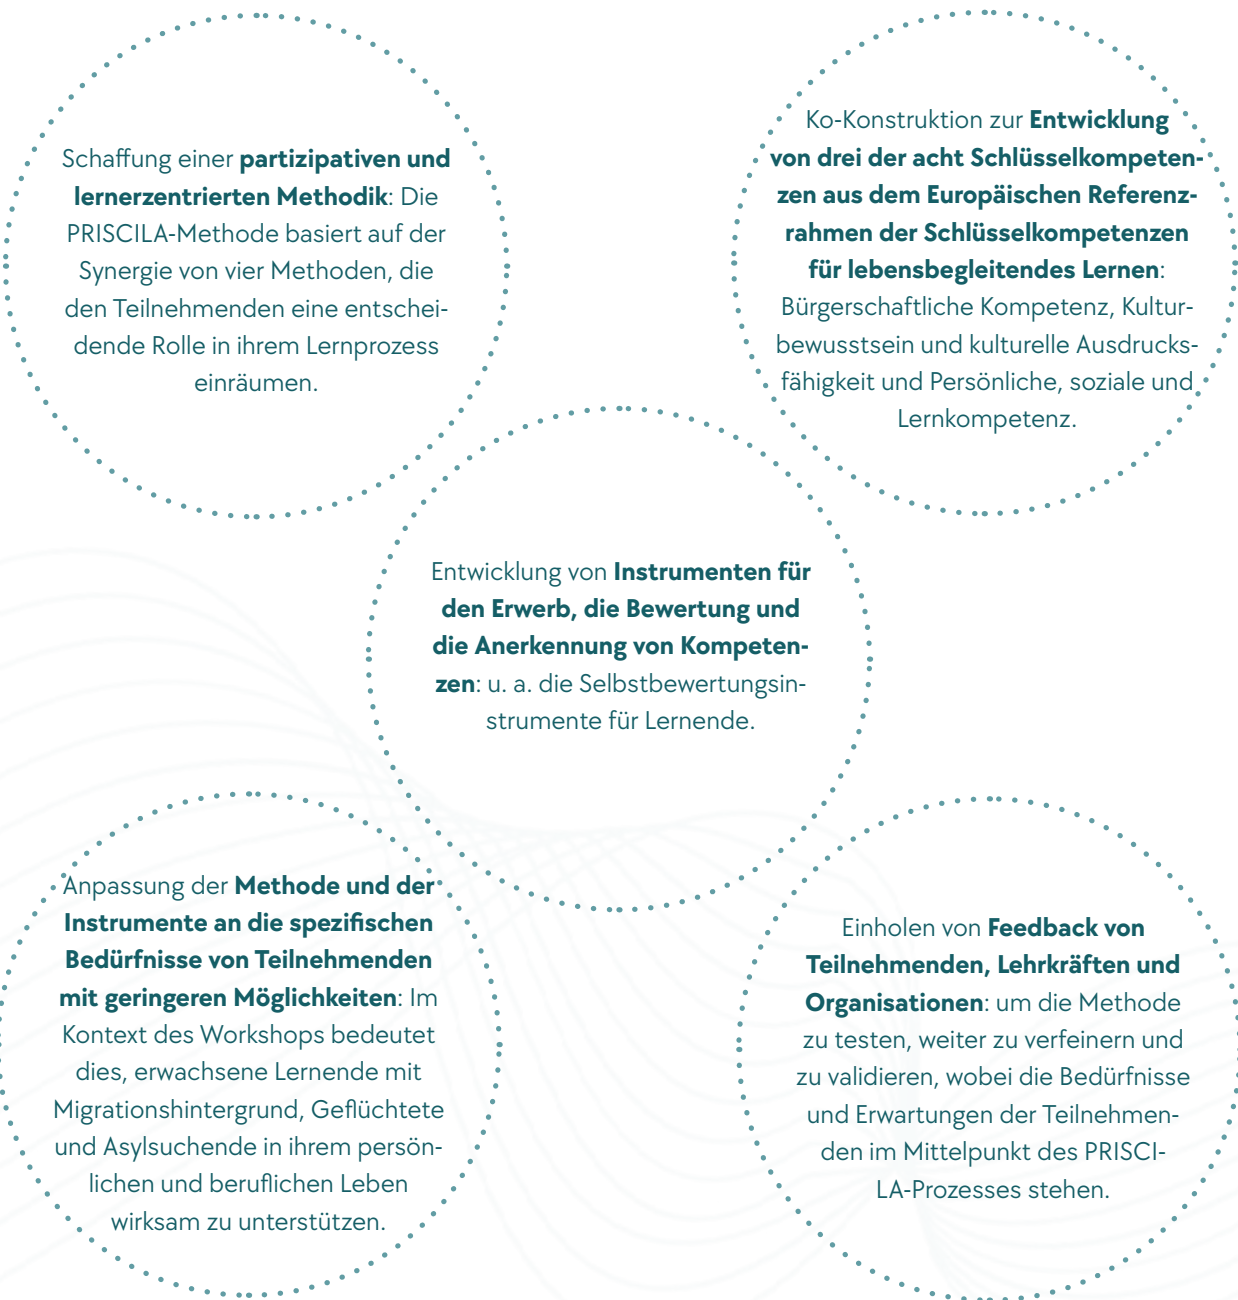 Schaffung einer partizipativen und
lernerzentrierten Methodik: Die
PRISCILA-Methode basiert auf der
Synergie von vier Methoden, die
den Teilnehmenden eine entschei-
dende Rolle in ihrem Lernprozess
einräumen.
Ko-Konstruktion zur Entwicklung
von drei der acht Schlüsselkompeten-
zen aus dem Europäischen Referenz-
rahmen der Schlüsselkompetenzen
für lebensbegleitendes Lernen:
Bürgerschaftliche Kompetenz, Kultur-
bewusstsein und kulturelle Ausdrucks-
fähigkeit und Persönliche, soziale und
Lernkompetenz.
Entwicklung von Instrumenten für
den Erwerb, die Bewertung und
die Anerkennung von Kompeten-
zen: u. a. die Selbstbewertungsin-
strumente für Lernende.
Anpassung der Methode und der
Instrumente an die spezifischen
Bedürfnisse von Teilnehmenden
mit geringeren Möglichkeiten: Im
Kontext des Workshops bedeutet
dies, erwachsene Lernende mit
Migrationshintergrund, Geflüchtete
und Asylsuchende in ihrem persön-
lichen und beruflichen Leben
wirksam zu unterstützen.
Einholen von Feedback von
Teilnehmenden, Lehrkräften und
Organisationen: um die Methode
zu testen, weiter zu verfeinern und
zu validieren, wobei die Bedürfnisse
und Erwartungen der Teilnehmen-
den im Mittelpunkt des PRISCI-
LA-Prozesses stehen.